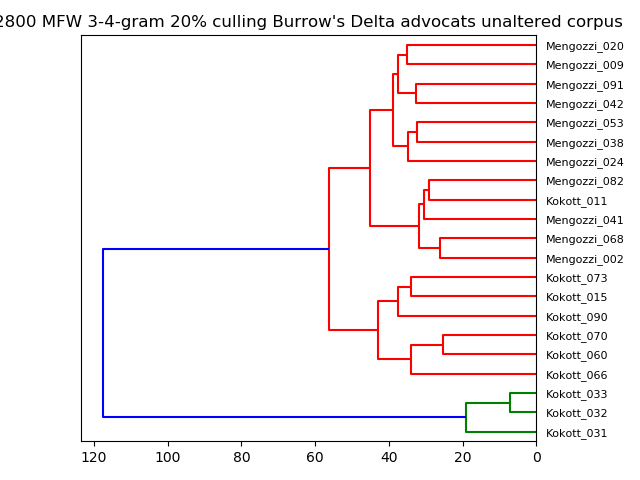 2800 MFW 3-4-gram 20% culling Burrow's Delta advocats unaltered corpus
Mengozzi_020
Mengozzi_009
Mengozzi_091
Mengozzi_042
Mengozzi_053
Mengozzi_038
Mengozzi_024
Mengozzi_082
Kokott_011
Mengozzi_041
Mengozzi_068
Mengozzi_002
Kokott_073
Kokott_015
Kokott_090
Kokott_070
Kokott_060
Kokott_066
Kokott_033
Kokott_032
Kokott_031
120 100 80 60 40 20 0